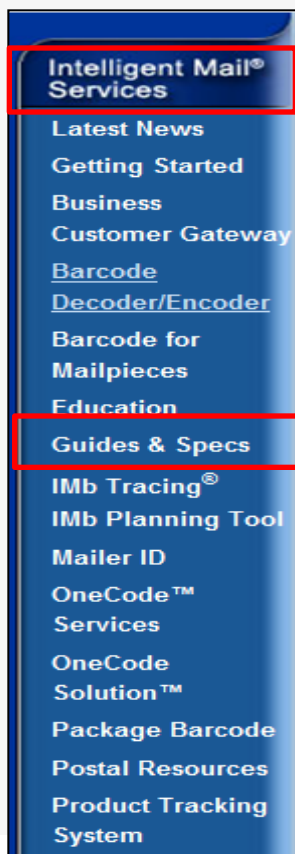 Intelligent Mail®
Services
Latest News
Getting Started
Business
Customer Gateway
Barcode
Decoder/Encoder
Barcode for
Mailpieces
Education
Guides & Specs
IMb Tracing®
IMb Planning Tool
Mailer ID
OneCode™
Services
OneCode
Solution™
Package Barcode
Postal Resources
Product Tracking
System